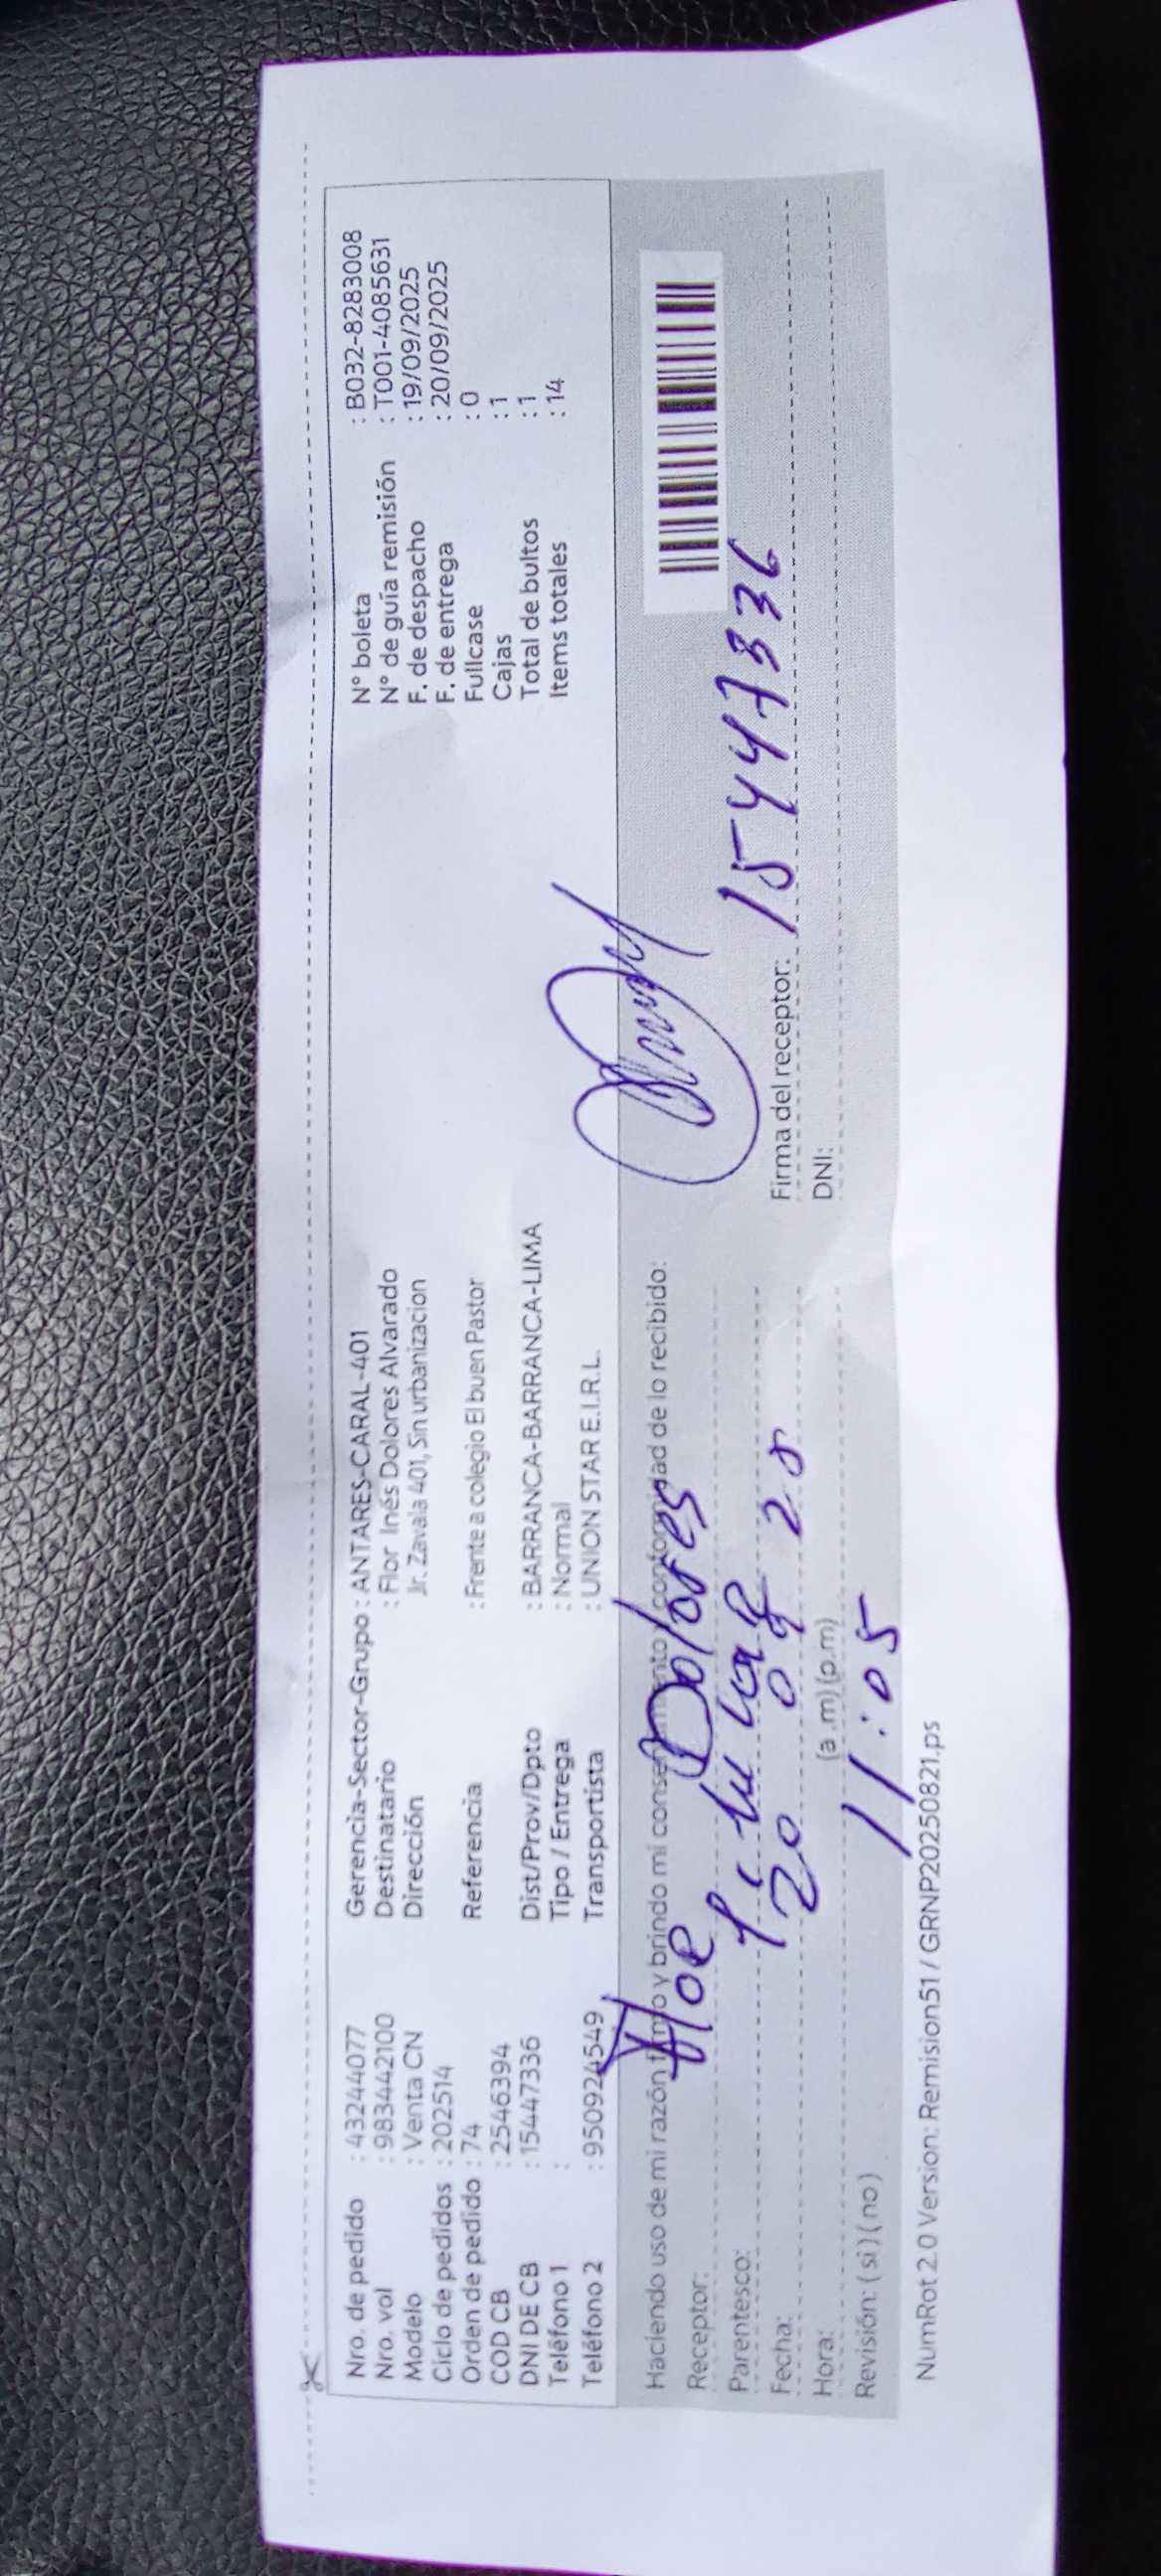 Nro. de pedido : 43244077 Gerencia-Sector-Grupo : ANTARES-CARAL-401 N° boleta : B032-8283008
Nro. vol : 983442100 Destinatario : Flor Inés Dolores Alvarado N° de guía remisión : T001-4085631
Modelo : Venta CN Dirección Jr. Zavala 401, Sin urbanizacion F. de despacho : 19/09/2025
Ciclo de pedidos : 202514 F. de entrega : 20/09/2025
Orden de pedido : 74 Referencia : Frente a colegio El buen Pastor Fullcase : 0
COD CB : 2546394 Cajas : 1
DNI DE CB : 15447336 Dist/Prov/Dpto : BARRANCA-BARRANCA-LIMA Total de bultos : 1
Teléfono 1 : Tipo / Entrega : Normal Items totales : 14
Teléfono 2 : 950924549 Transportista : UNION STAR E.I.R.L.
Haciendo uso de mi razón firmo y brindo mi consentimiento y conformidad de lo recibido:
Receptor: Flor Dolores
Parentesco: Titular
Fecha: 20 09 25 Firma del receptor: 15447336
Hora: 11:05 (a.m) (p.m) DNI:
Revisión: ( si ) ( no )
NumRot 2.0 Version: Remision51 / GRNP20250821.ps